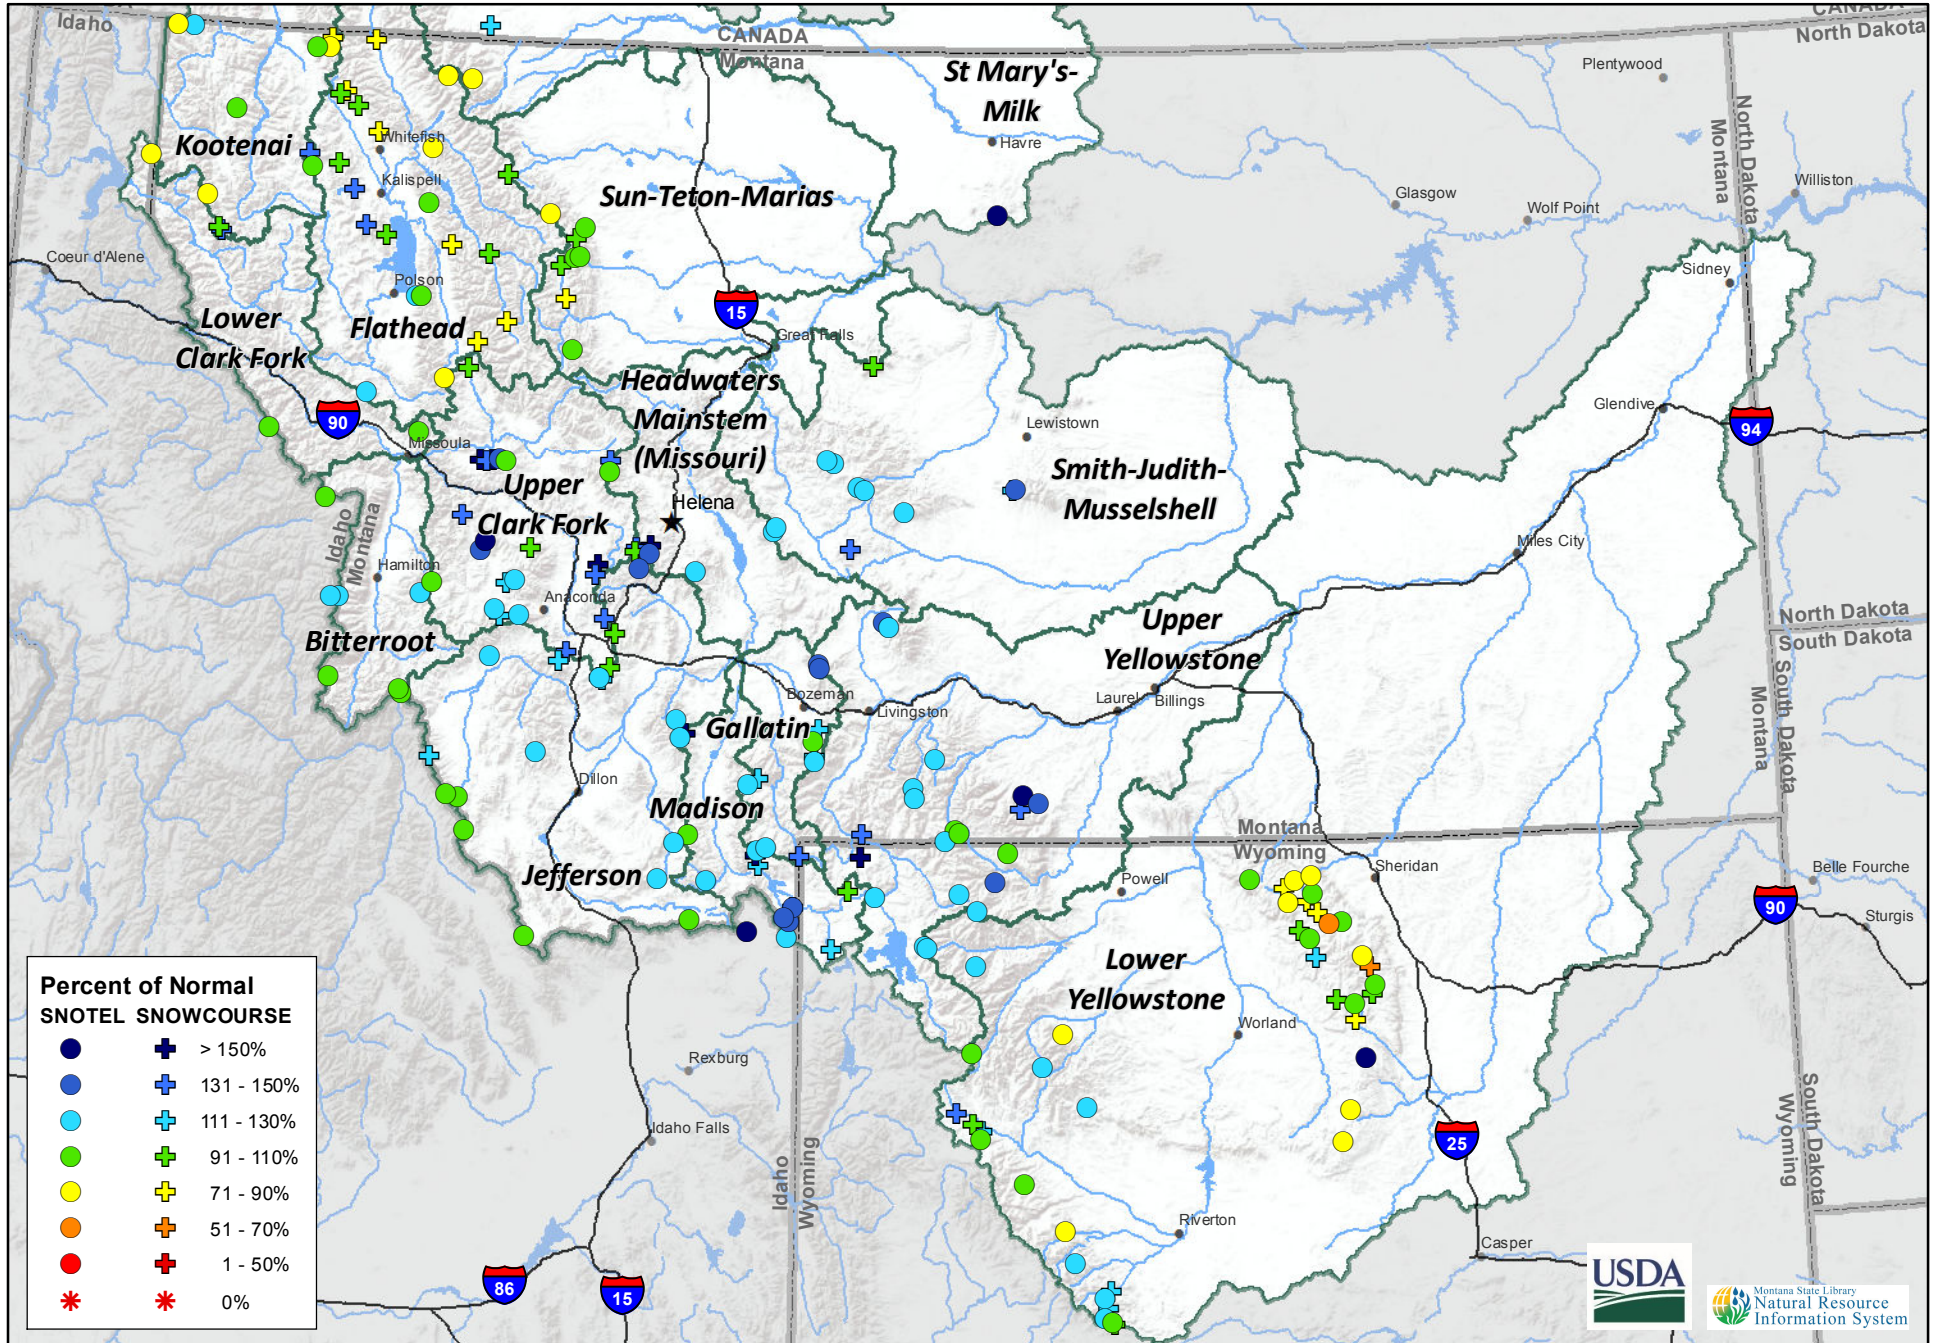 Idaho
CANADA
Montana
CANADA
North Dakota
St Mary's-
Milk
Plentywood
Havre
Kootenai
Whitefish
Kalispell
Sun-Teton-Marias
Glasgow
Wolf Point
North Dakota
Montana
Williston
Coeur d'Alene
Polson
Sidney
Lower
Clark Fork
Flathead
15
Great Falls
Headwaters
Mainstem
(Missouri)
90
Missoula
Lewistown
Glendive
94
Smith-Judith-
Musselshell
Upper
Clark Fork
Helena
Idaho
Montana
Hamilton
Anaconda
Miles City
Bitterroot
Upper
Yellowstone
North Dakota
South Dakota
Bozeman
Livingston
Laurel
Billings
South Dakota
Montana
Gallatin
Dillon
Madison
Jefferson
Montana
Wyoming
Sheridan
Powell
Belle Fourche
90
Sturgis
Lower
Yellowstone
Worland
Rexburg
Idaho Falls
Idaho
Wyoming
25
South Dakota
Wyoming
Riverton
Casper
86
15
Percent of Normal
SNOTEL SNOWCOURSE
> 150%
131 - 150%
111 - 130%
91 - 110%
71 - 90%
51 - 70%
1 - 50%
0%
USDA
Montana State Library
Natural Resource
Information System